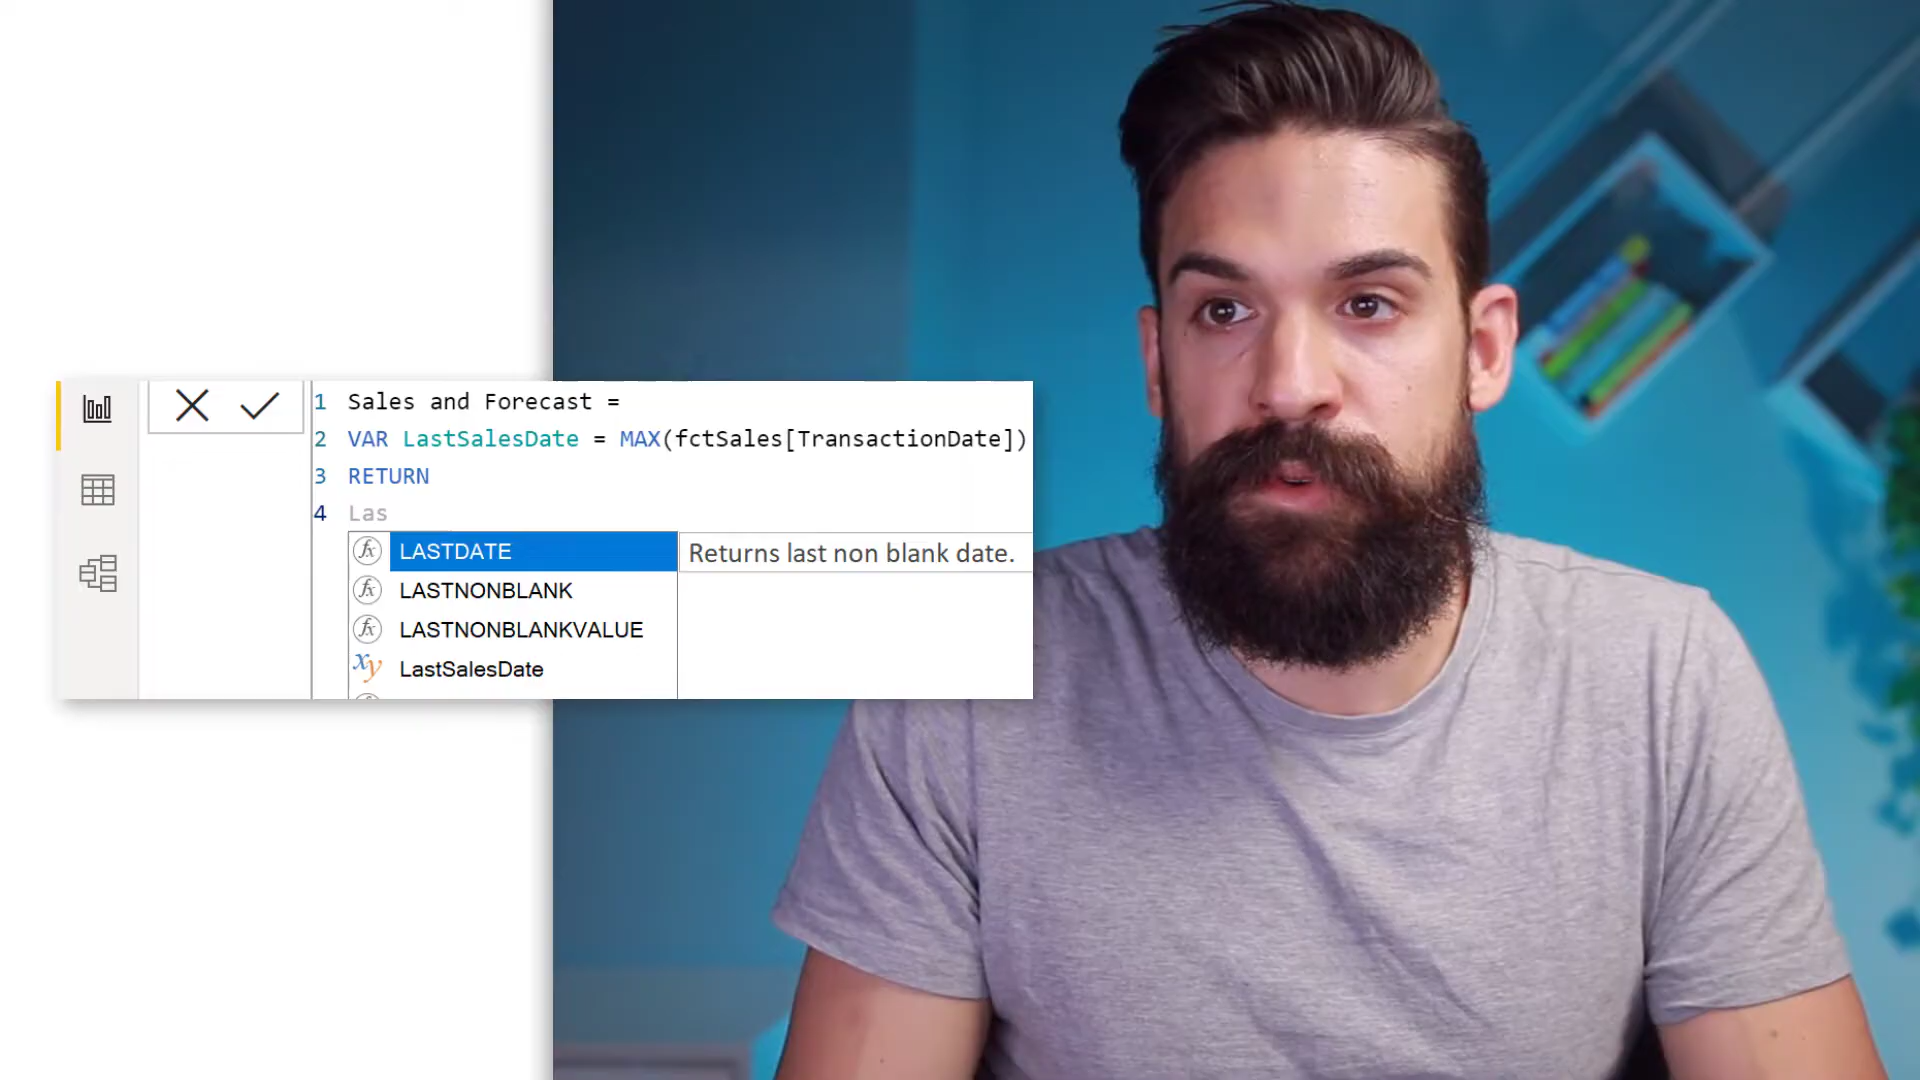 1 Sales and Forecast =
2 VAR LastSalesDate = MAX(fctSales[TransactionDate])
3 RETURN
4 Las
LASTDATE Returns last non blank date.
LASTNONBLANK
LASTNONBLANKVALUE
LastSalesDate